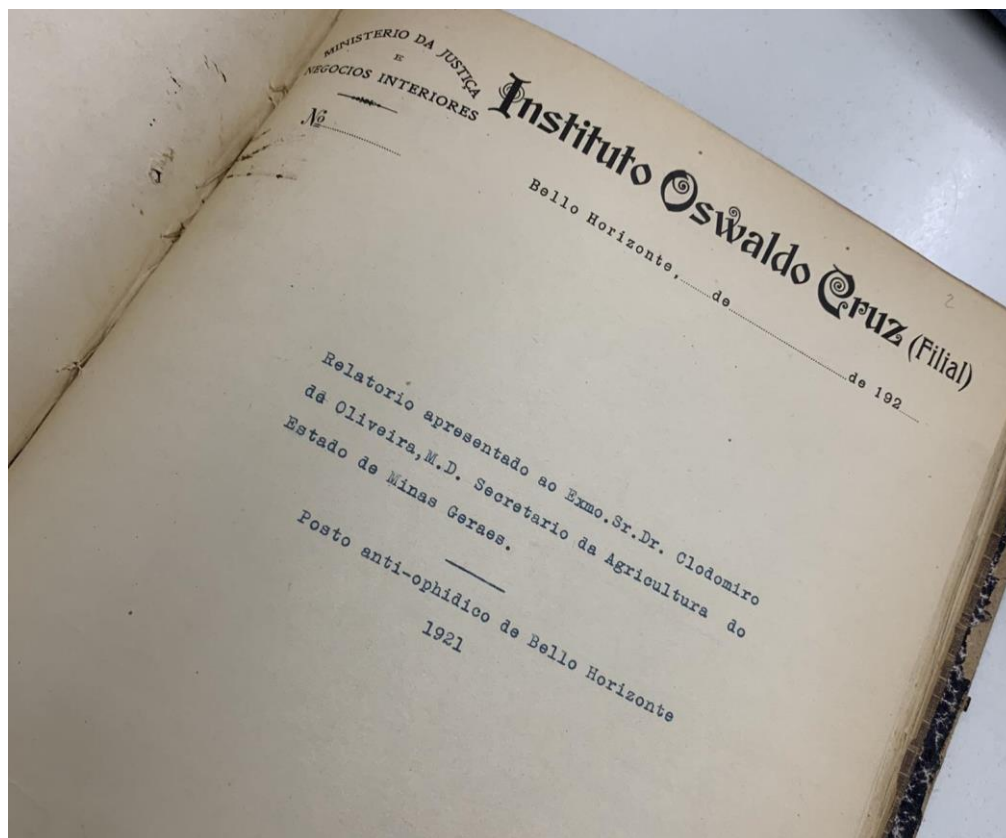 MINISTERIO DA JUSTIÇA
E
NEGOCIOS INTERIORES
Nº
Instituto Oswaldo Cruz (Filial)
2
Bello Horizonte, de de 192
Relatorio apresentado ao Exmo.Sr.Dr. Clodomiro
de Oliveira,M.D. Secretario da Agricultura do
Estado de Minas Geraes.
Posto anti-ophidico de Bello Horizonte
1921